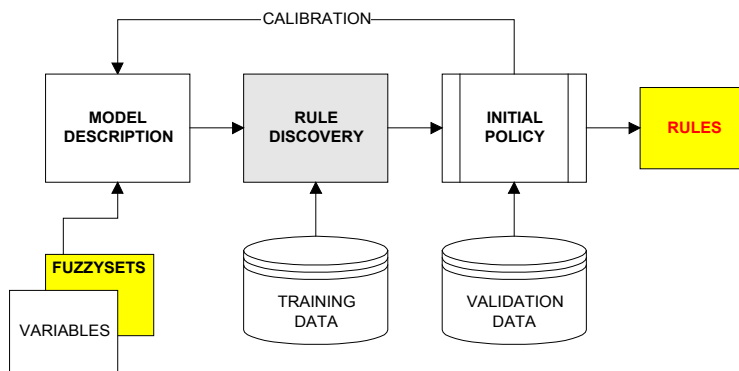 CALIBRATION
MODEL
DESCRIPTION
RULE
DISCOVERY
INITIAL
POLICY
RULES
FUZZYSETS
VARIABLES
TRAINING
DATA
VALIDATION
DATA